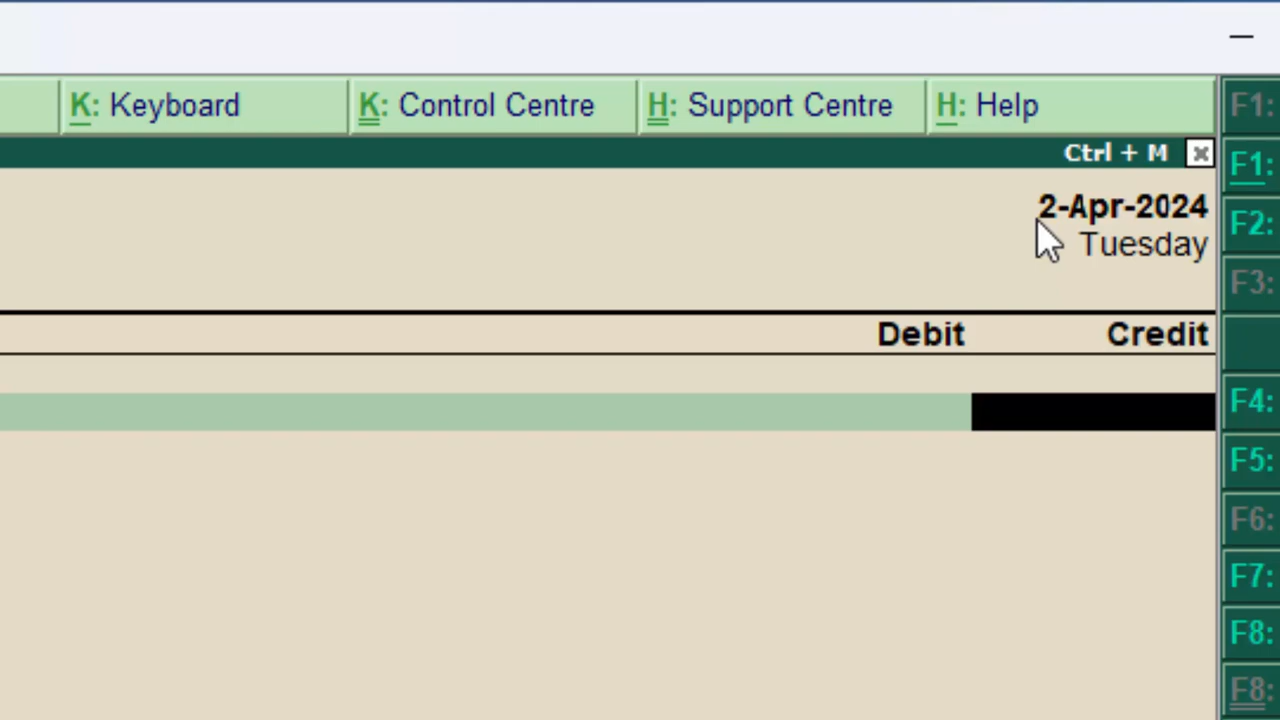 K: Keyboard K: Control Centre H: Support Centre H: Help
Ctrl + M
2-Apr-2024
Tuesday
Debit Credit
F1:
F1:
F2:
F3:
F4:
F5:
F6:
F7:
F8:
F8: